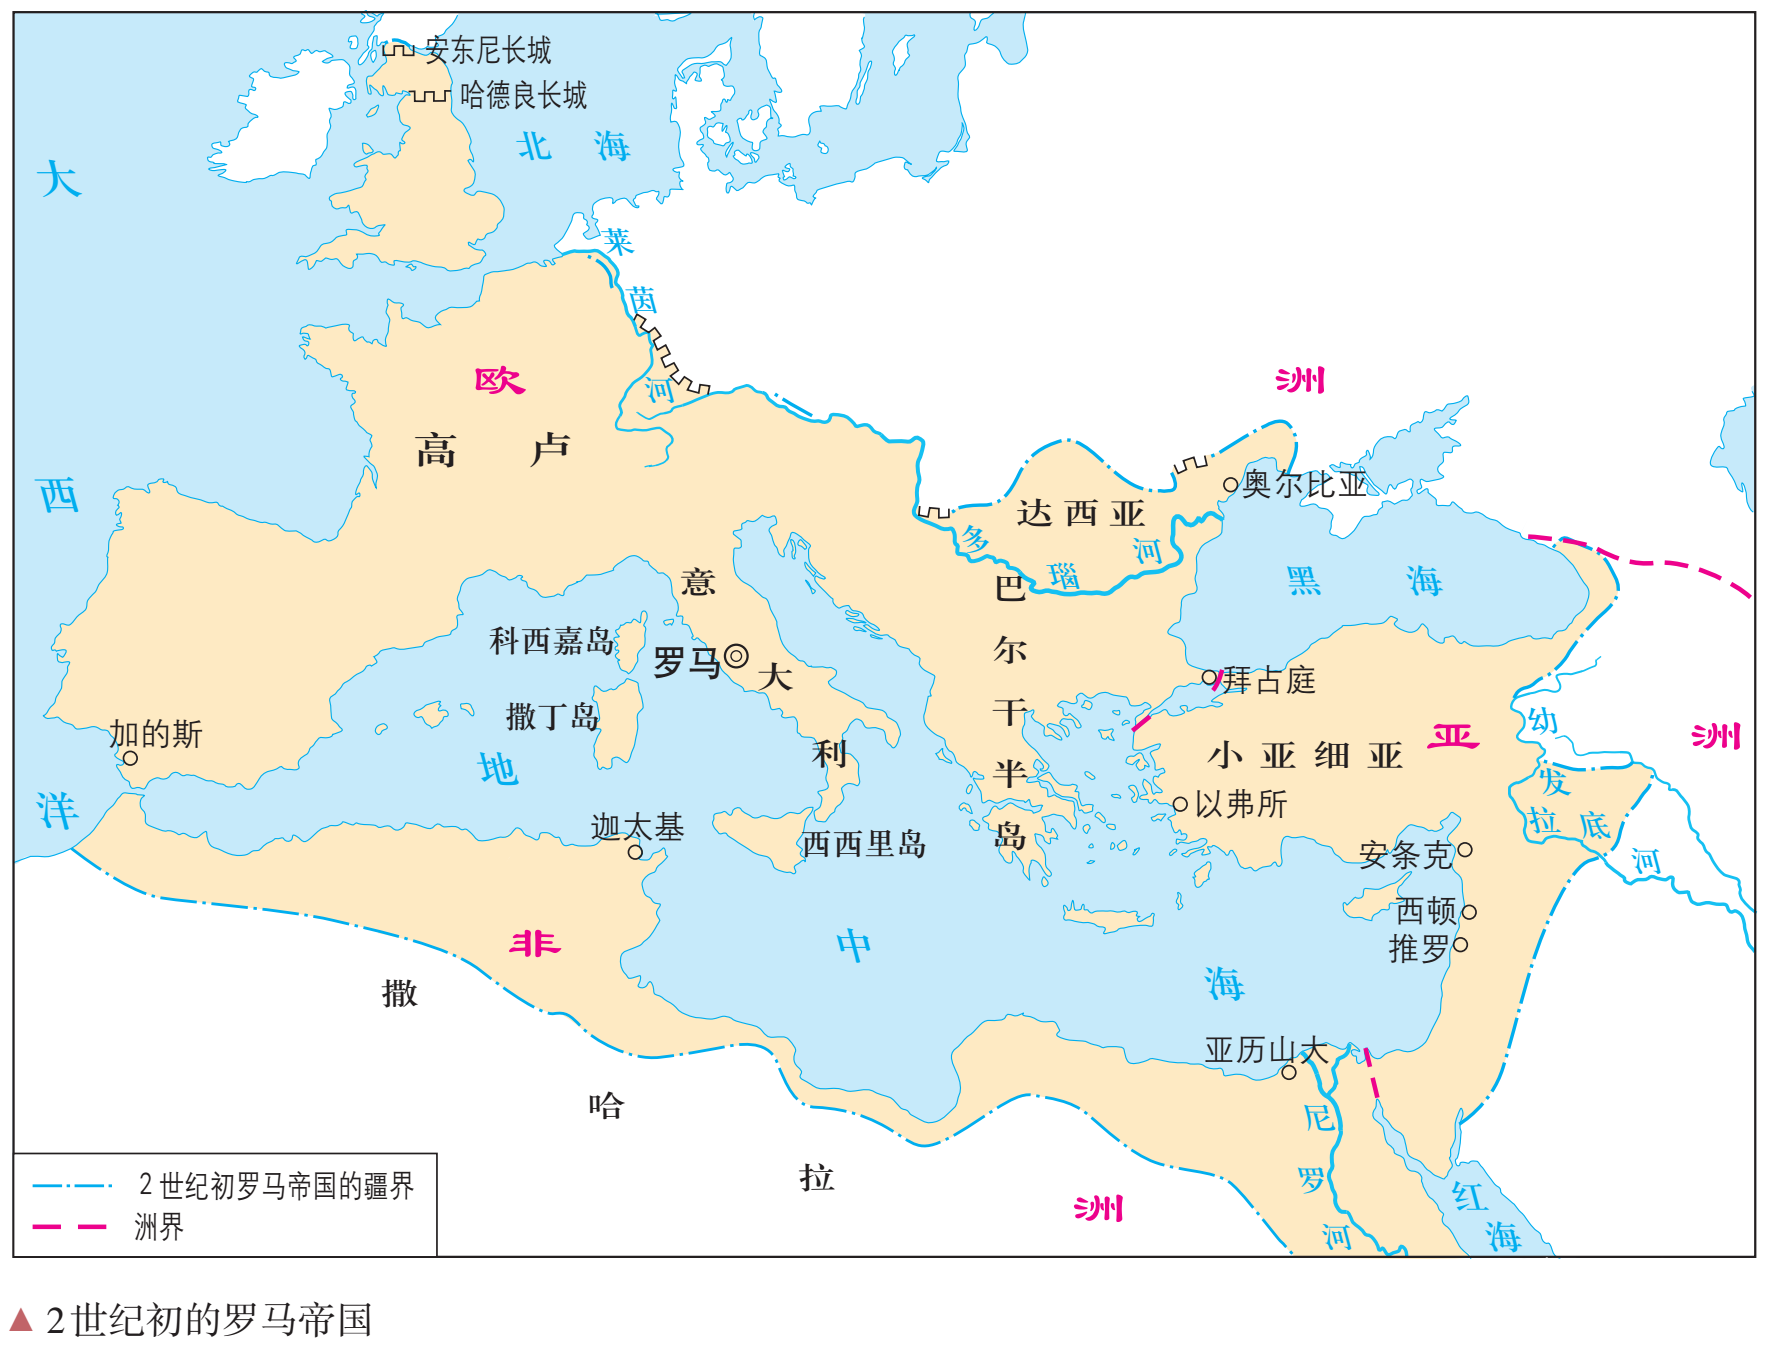 安东尼长城
哈德良长城
北海
大西洋
莱茵河
欧洲
高卢
奥尔比亚
达西亚
多瑙河
黑海
意大利
巴尔干半岛
科西嘉岛
罗马
撒丁岛
加的斯
地中海
拜占庭
小亚细亚
亚洲
幼发拉底河
以弗所
迦太基
西西里岛
安条克
西顿
推罗
非洲
撒哈拉
亚历山大
尼罗河
红海
2世纪初罗马帝国的疆界
洲界
▲ 2世纪初的罗马帝国